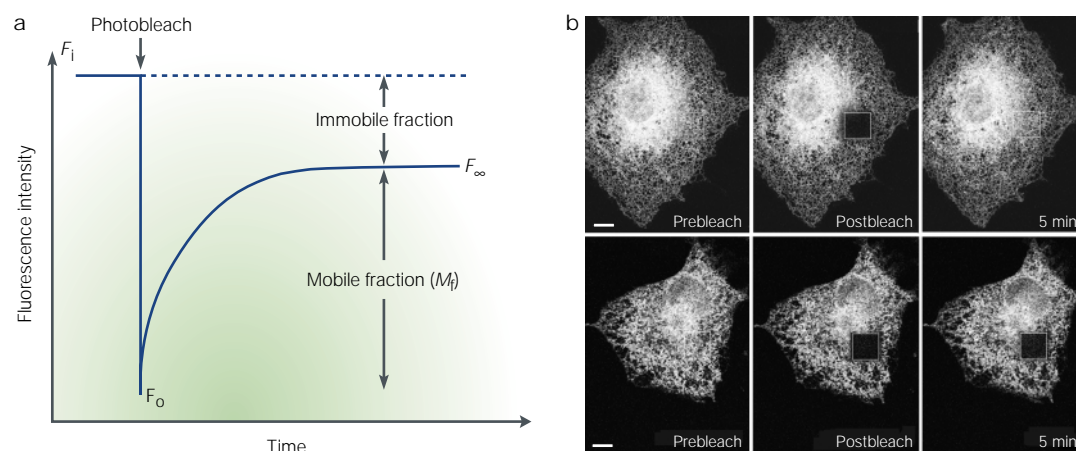 a
Photobleach
Fᵢ
Immobile fraction
F∞
Fluorescence intensity
Mobile fraction (Mf)
Fo
Time
b
Prebleach
Postbleach
5 min
Prebleach
Postbleach
5 min